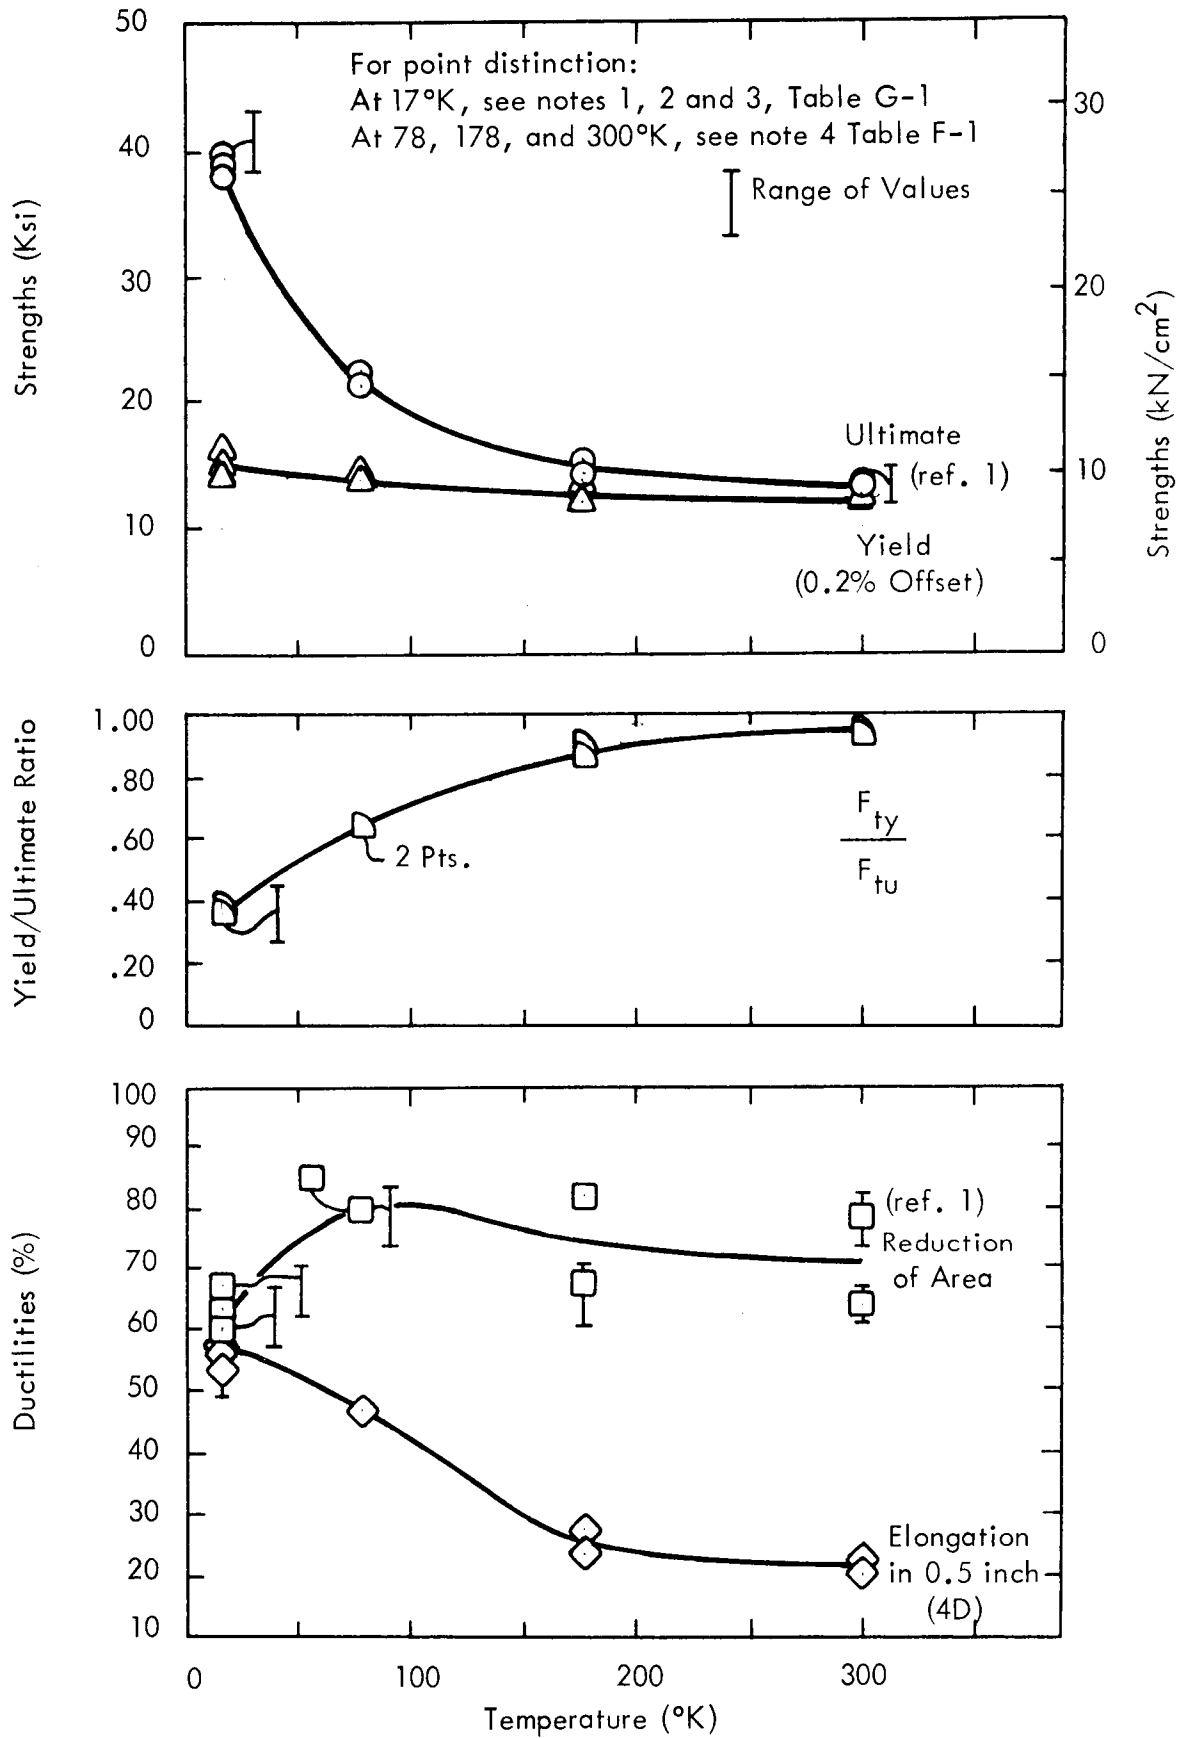 50
For point distinction:
At 17°K, see notes 1, 2 and 3, Table G-1
At 78, 178, and 300°K, see note 4 Table F-1
30
40
Range of Values
Strengths (Ksi)
30
20
Strengths (kN/cm²)
20
Ultimate
(ref. 1)
10
10
Yield
(0.2% Offset)
0
0
1.00
.80
.60
.40
.20
0
Yield/Ultimate Ratio
2 Pts.
F ty
F tu
100
90
80
70
60
50
40
30
20
10
Ductilities (%)
(ref. 1)
Reduction
of Area
Elongation
in 0.5 inch
(4D)
0 100 200 300
Temperature (°K)